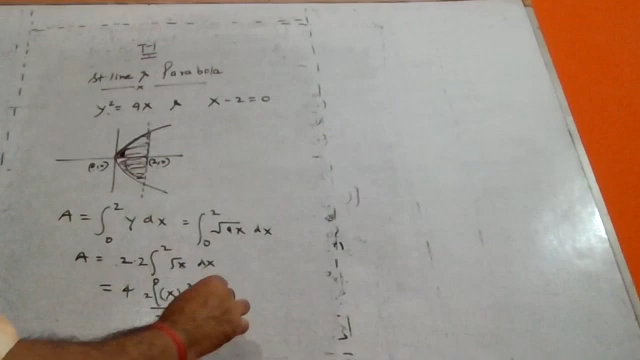 T-1
St-line & Parabola
y² = 4x & x-2=0
(0,0) (2,0)
A = ∫₀² y dx = ∫₀² √4x dx
A = 2·2 ∫₀² √x dx
= 4